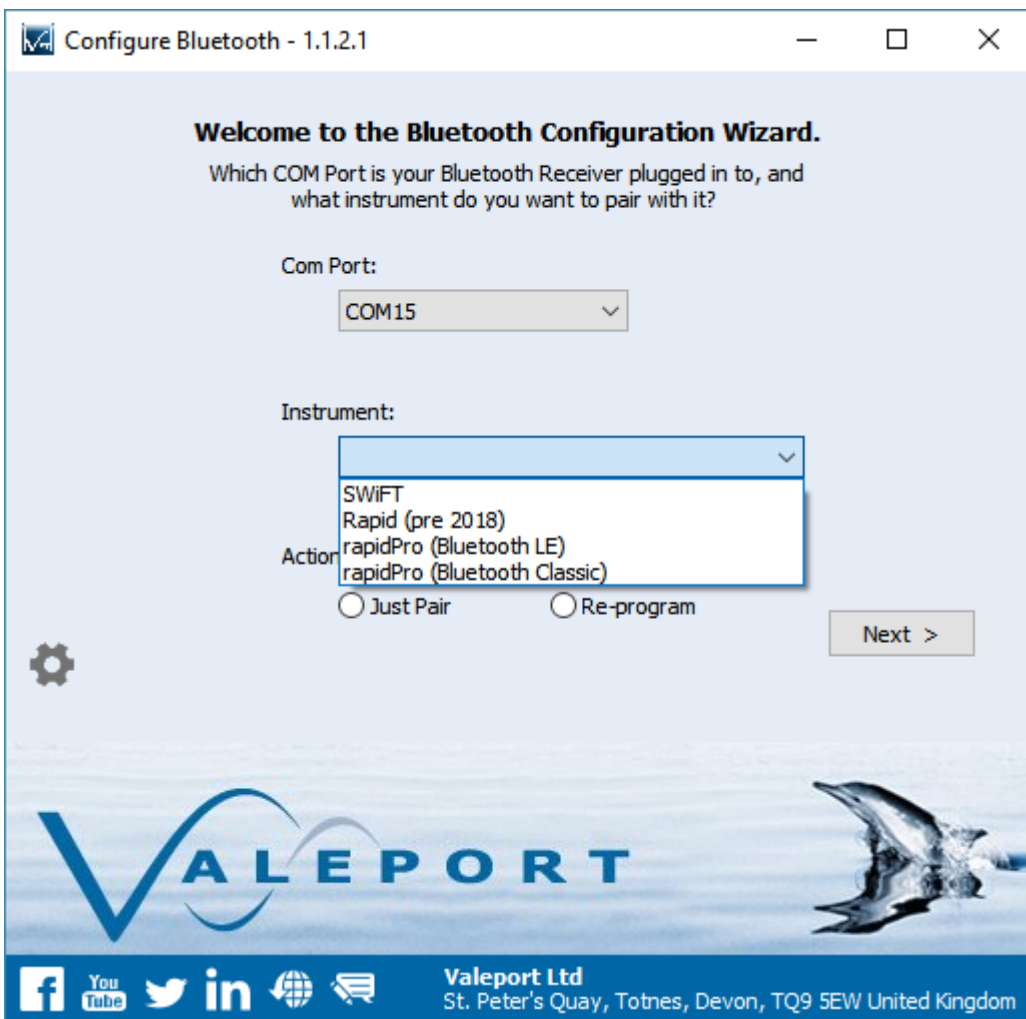 Configure Bluetooth - 1.1.2.1
Welcome to the Bluetooth Configuration Wizard.
Which COM Port is your Bluetooth Receiver plugged in to, and
what instrument do you want to pair with it?
Com Port:
COM15
Instrument:
SWiFT
Rapid (pre 2018)
rapidPro (Bluetooth LE)
Action
rapidPro (Bluetooth Classic)
Just Pair
Re-program
Next >
VALEPORT
f
You
Tube
in
Valeport Ltd
St. Peter's Quay, Totnes, Devon, TQ9 5EW United Kingdom